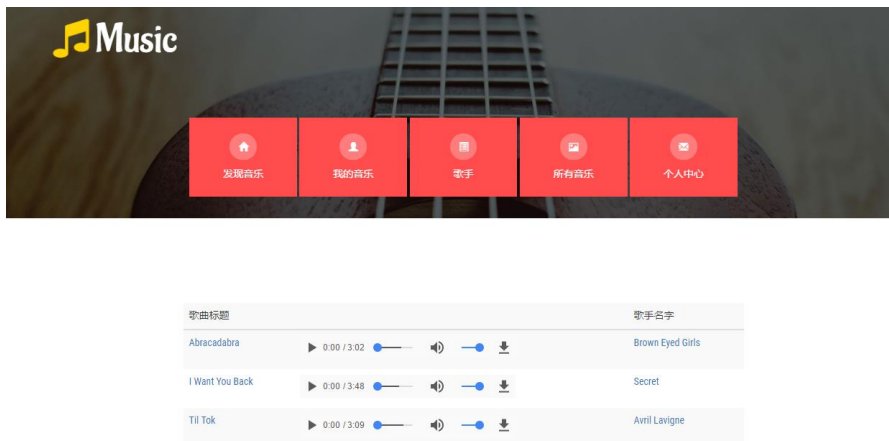 Music
发现音乐 我的音乐 歌手 所有音乐 个人中心
歌曲标题 歌手名字
Abracadabra 0:00 / 3:02 Brown Eyed Girls
I Want You Back 0:00 / 3:48 Secret
Til Tok 0:00 / 3:09 Avril Lavigne